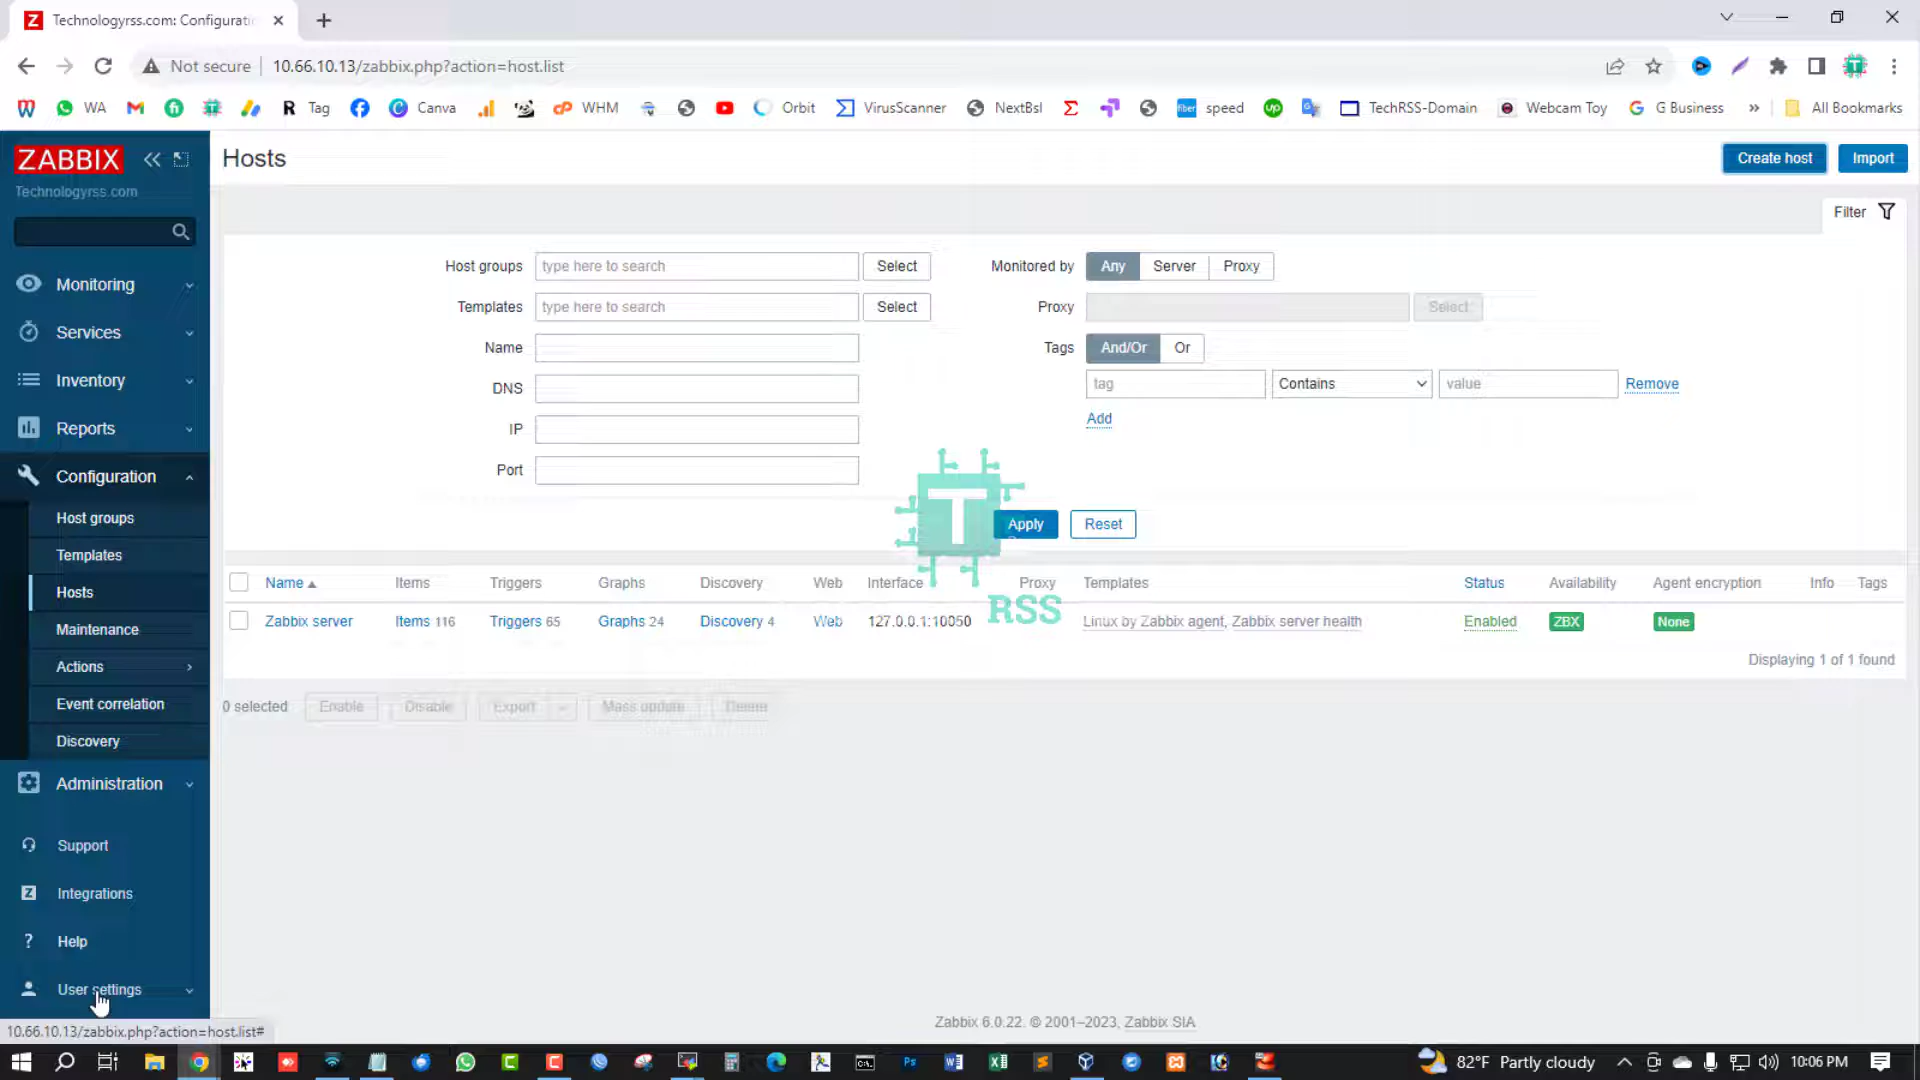 Technologyrss.com: Configurati
Not secure
10.66.10.13/zabbix.php?action=host.list
WA
Tag
Canva
WHM
Orbit
VirusScanner
NextBsl
speed
TechRSS-Domain
Webcam Toy
G Business
All Bookmarks
ZABBIX
Technologyrss.com
Hosts
Create host
Import
Filter
Monitoring
Services
Inventory
Reports
Configuration
Host groups
Templates
Hosts
Maintenance
Actions
Event correlation
Discovery
Administration
Support
Integrations
Help
User settings
Host groups type here to search Select
Templates type here to search Select
Name
DNS
IP
Port
Monitored by Any Server Proxy
Proxy Select
Tags And/Or Or
tag Contains value Remove
Add
Apply Reset
T
RSS
Name Items Triggers Graphs Discovery Web Interface Proxy Templates Status Availability Agent encryption Info Tags
Zabbix server Items 116 Triggers 65 Graphs 24 Discovery 4 Web 127.0.0.1:10050 Linux by Zabbix agent, Zabbix server health Enabled ZBX None
Displaying 1 of 1 found
0 selected Enable Disable Export Mass update Delete
Zabbix 6.0.22. © 2001–2023, Zabbix SIA
10.66.10.13/zabbix.php?action=host.list#
82°F Partly cloudy
10:06 PM